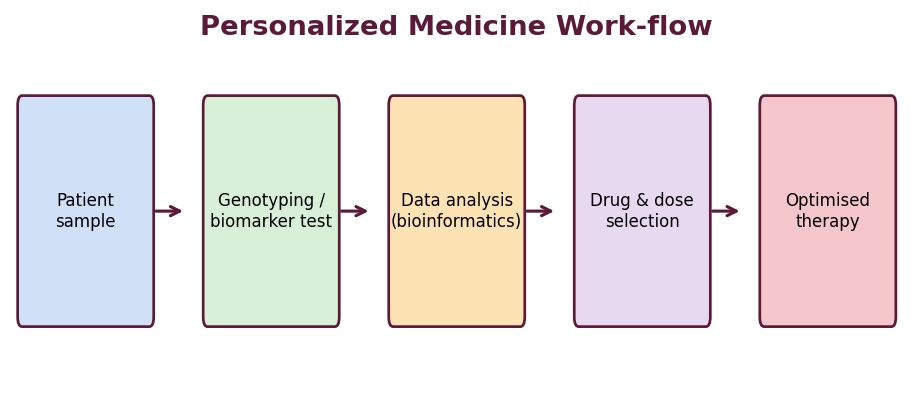 Personalized Medicine Work-flow
Patient
sample
Genotyping /
biomarker test
Data analysis
(bioinformatics)
Drug & dose
selection
Optimised
therapy